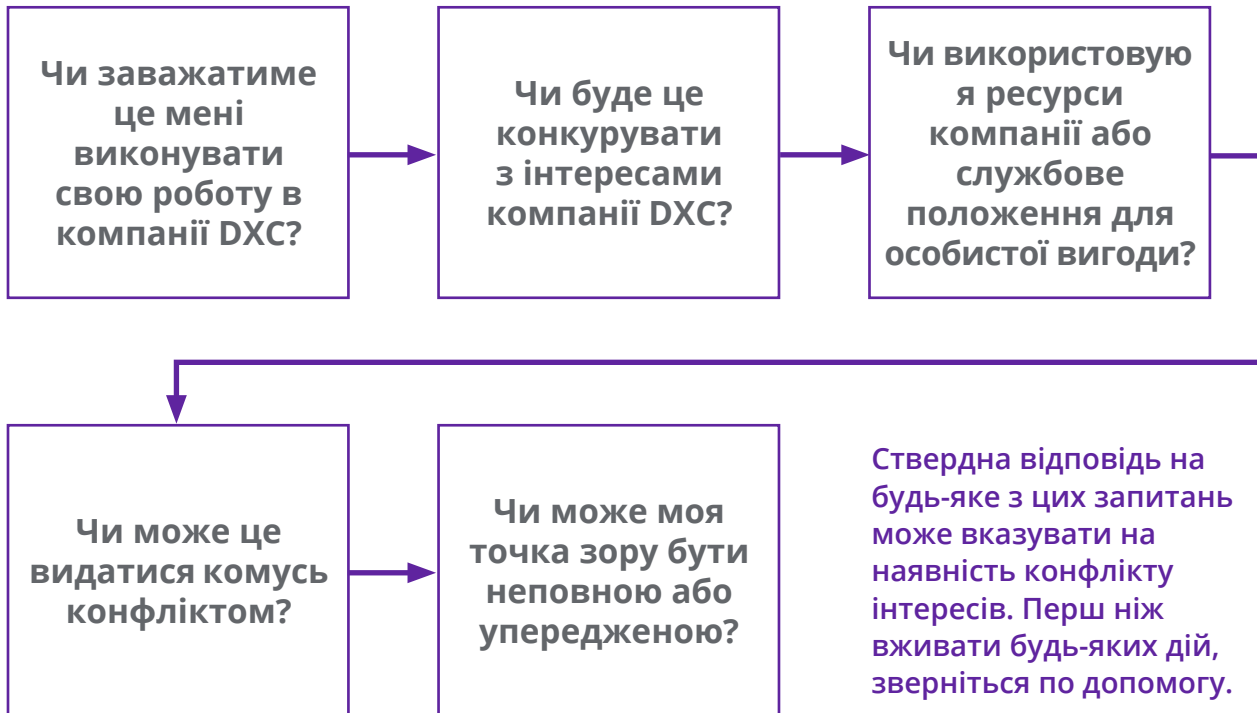 Чи заважатиме
це мені
виконувати
свою роботу в
компанії DXC?
Чи буде це
конкурувати
з інтересами
компанії DXC?
Чи використовую
я ресурси
компанії або
службове
положення для
особистої вигоди?
Чи може це
видатися комусь
конфліктом?
Чи може моя
точка зору бути
неповною або
упередженою?
Ствердна відповідь на
будь-яке з цих запитань
може вказувати на
наявність конфлікту
інтересів. Перш ніж
вживати будь-яких дій,
зверніться по допомогу.